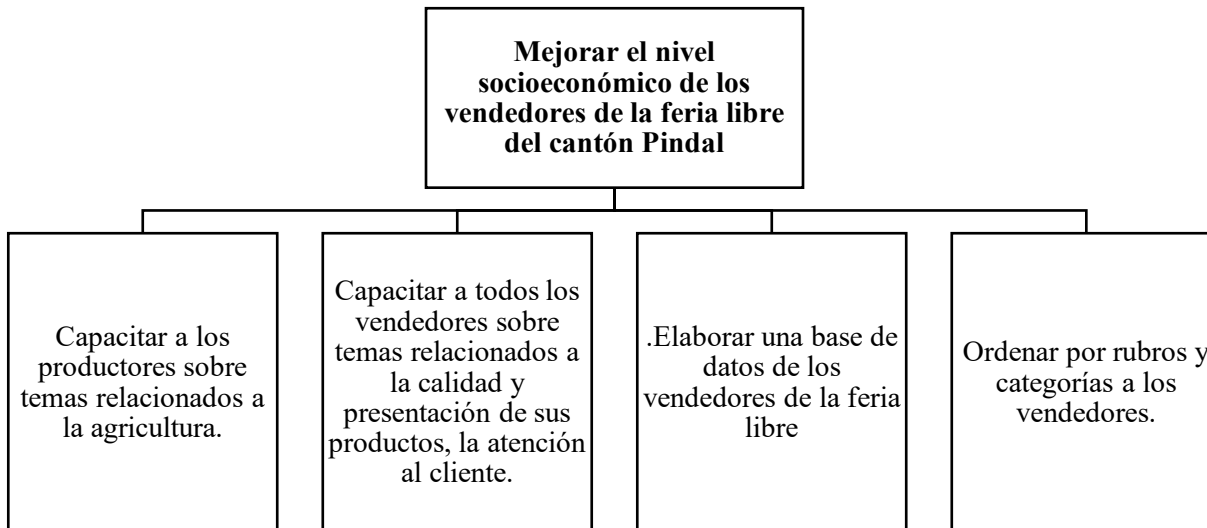 Mejorar el nivel
socioeconómico de los
vendedores de la feria libre
del cantón Pindal
Capacitar a los
productores sobre
temas relacionados a
la agricultura.
Capacitar a todos los
vendedores sobre
temas relacionados a
la calidad y
presentación de sus
productos, la atención
al cliente.
.Elaborar una base de
datos de los
vendedores de la feria
libre
Ordenar por rubros y
categorías a los
vendedores.